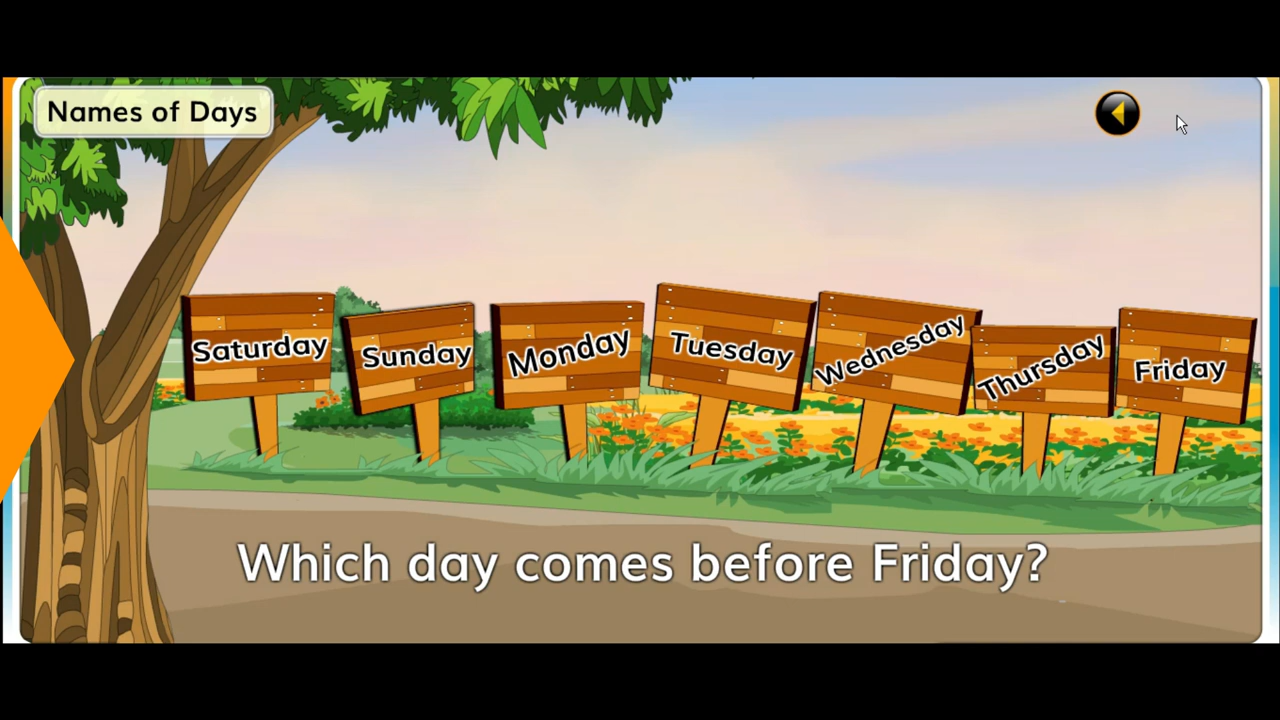 Names of Days
Saturday
Sunday
Monday
Tuesday
Wednesday
Thursday
Friday
Which day comes before Friday?